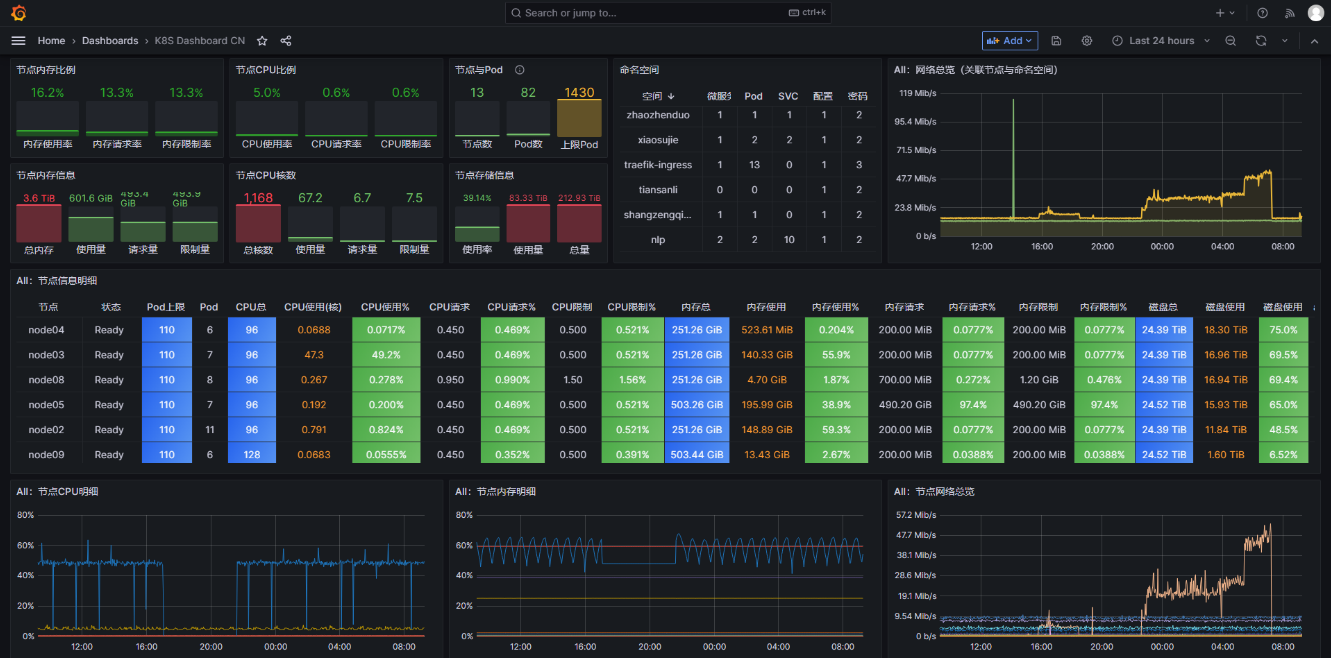 Search or jump to...
ctrl+k
Home › Dashboards › K8S Dashboard CN
Add
Last 24 hours
节点内存比例
16.2% 13.3% 13.3%
内存使用率 内存请求率 内存限制率
节点CPU比例
5.0% 0.6% 0.6%
CPU使用率 CPU请求率 CPU限制率
节点与Pod
13 82 1430
节点数 Pod数 上限Pod
节点内存信息
3.6 TiB 601.6 GiB 493.4 GiB 493.9 GiB
总内存 使用量 请求量 限制量
节点CPU核数
1,168 67.2 6.7 7.5
总核数 使用量 请求量 限制量
节点存储信息
39.14% 83.33 TiB 212.93 TiB
使用率 使用量 总量
命名空间
空间 微服务 Pod SVC 配置 密码
zhaozhenduo 1 1 1 1 2
xiaosujie 1 2 2 1 2
traefik-ingress 1 13 0 1 3
tiansanli 0 0 0 1 2
shangzengqi... 1 1 0 1 2
nlp 2 2 10 1 2
All：网络总览（关联节点与命名空间）
119 Mib/s
95.4 Mib/s
71.5 Mib/s
47.7 Mib/s
23.8 Mib/s
0 b/s
12:00 16:00 20:00 00:00 04:00 08:00
All：节点信息明细
节点 状态 Pod上限 Pod CPU总 CPU使用(核) CPU使用% CPU请求 CPU请求% CPU限制 CPU限制% 内存总 内存使用 内存使用% 内存请求 内存请求% 内存限制 内存限制% 磁盘总 磁盘使用 磁盘使用
node04 Ready 110 6 96 0.0688 0.0717% 0.450 0.469% 0.500 0.521% 251.26 GiB 523.61 MiB 0.204% 200.00 MiB 0.0777% 200.00 MiB 0.0777% 24.39 TiB 18.30 TiB 75.0%
node03 Ready 110 7 96 47.3 49.2% 0.450 0.469% 0.500 0.521% 251.26 GiB 140.33 GiB 55.9% 200.00 MiB 0.0777% 200.00 MiB 0.0777% 24.39 TiB 16.96 TiB 69.5%
node08 Ready 110 8 96 0.267 0.278% 0.950 0.990% 1.50 1.56% 251.26 GiB 4.70 GiB 1.87% 700.00 MiB 0.272% 1.20 GiB 0.476% 24.39 TiB 16.94 TiB 69.4%
node05 Ready 110 7 96 0.192 0.200% 0.450 0.469% 0.500 0.521% 503.26 GiB 195.99 GiB 38.9% 490.20 GiB 97.4% 490.20 GiB 97.4% 24.52 TiB 15.93 TiB 65.0%
node02 Ready 110 11 96 0.791 0.824% 0.450 0.469% 0.500 0.521% 251.26 GiB 148.89 GiB 59.3% 200.00 MiB 0.0777% 200.00 MiB 0.0777% 24.39 TiB 11.84 TiB 48.5%
node09 Ready 110 6 128 0.0683 0.0555% 0.450 0.352% 0.500 0.391% 503.44 GiB 13.43 GiB 2.67% 200.00 MiB 0.0388% 200.00 MiB 0.0388% 24.52 TiB 1.60 TiB 6.52%
All：节点CPU明细
80%
60%
40%
20%
0%
12:00 16:00 20:00 00:00 04:00 08:00
All：节点内存明细
80%
60%
40%
20%
0%
12:00 16:00 20:00 00:00 04:00 08:00
All：节点网络总览
57.2 Mib/s
47.7 Mib/s
38.1 Mib/s
28.6 Mib/s
19.1 Mib/s
9.54 Mib/s
0 b/s
12:00 16:00 20:00 00:00 04:00 08:00